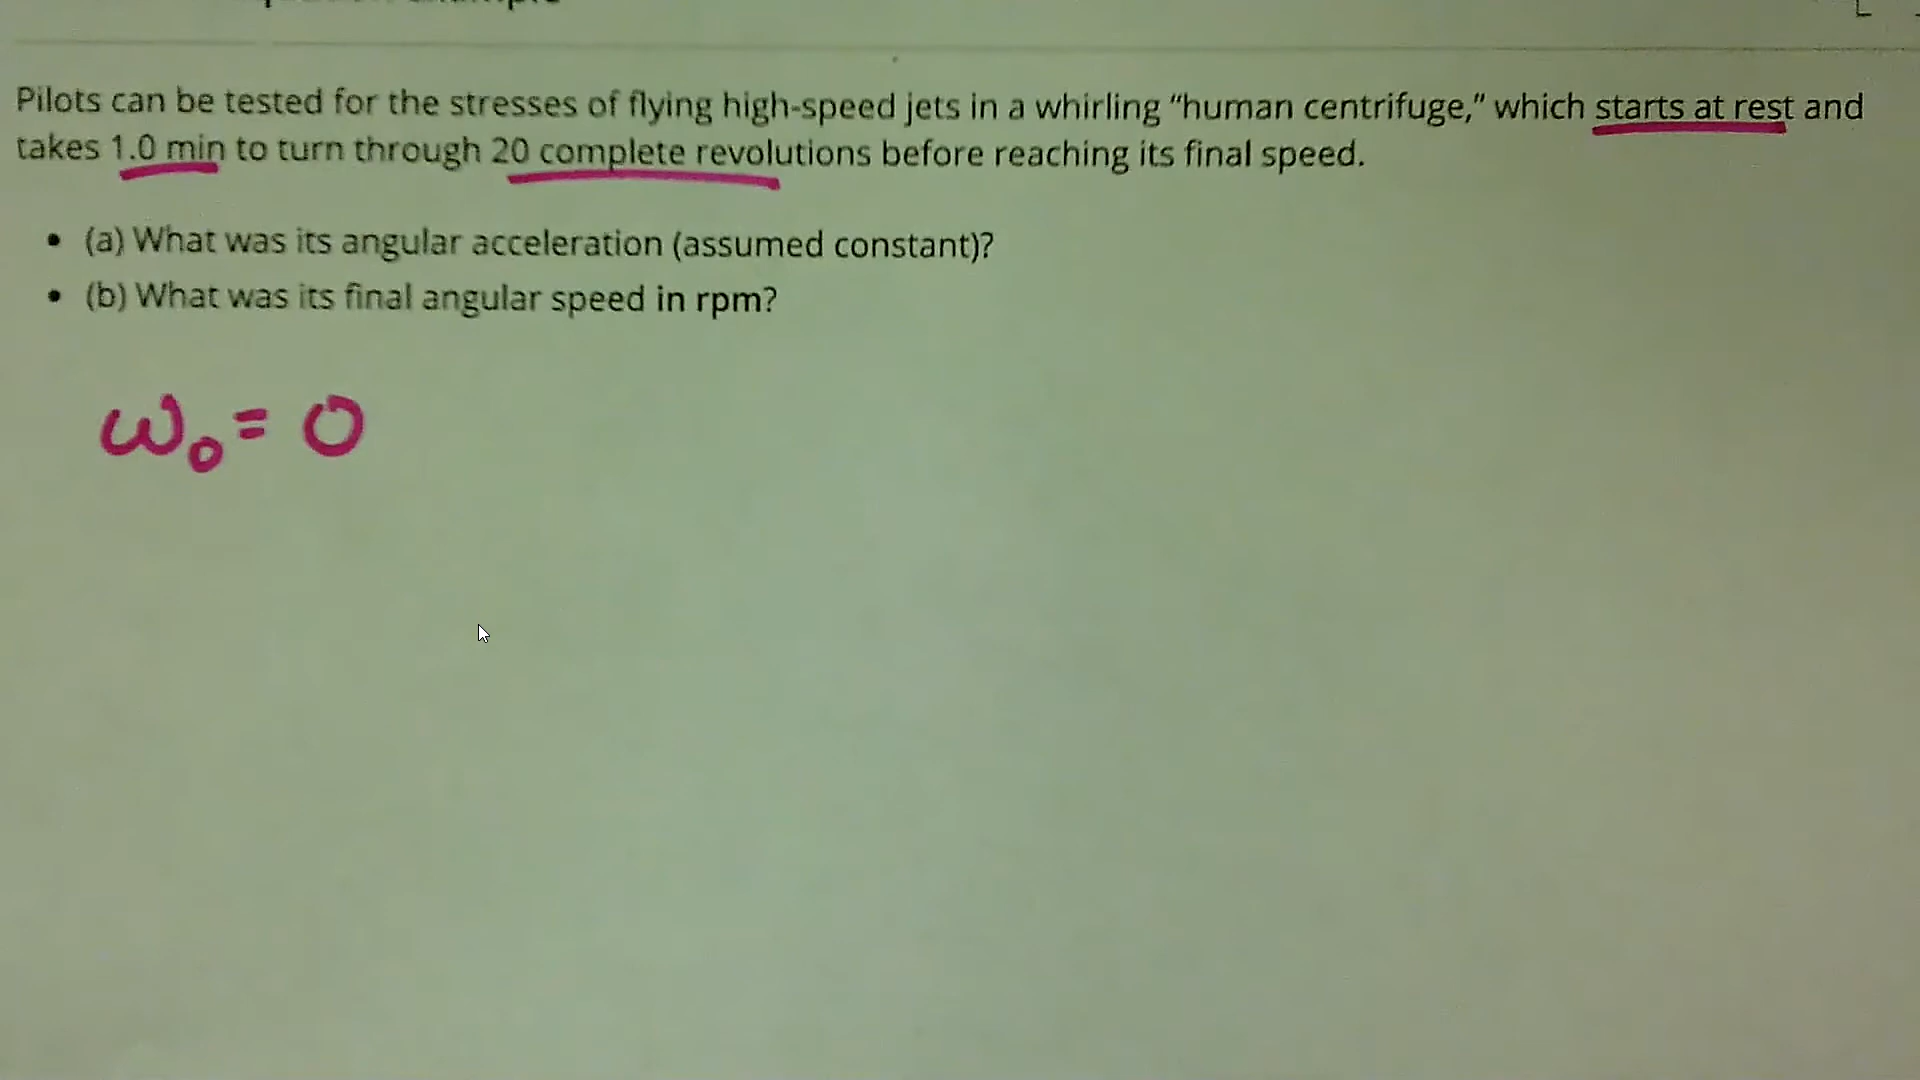 Pilots can be tested for the stresses of flying high-speed jets in a whirling “human centrifuge,” which starts at rest and
takes 1.0 min to turn through 20 complete revolutions before reaching its final speed.
• (a) What was its angular acceleration (assumed constant)?
• (b) What was its final angular speed in rpm?
ω₀ = 0